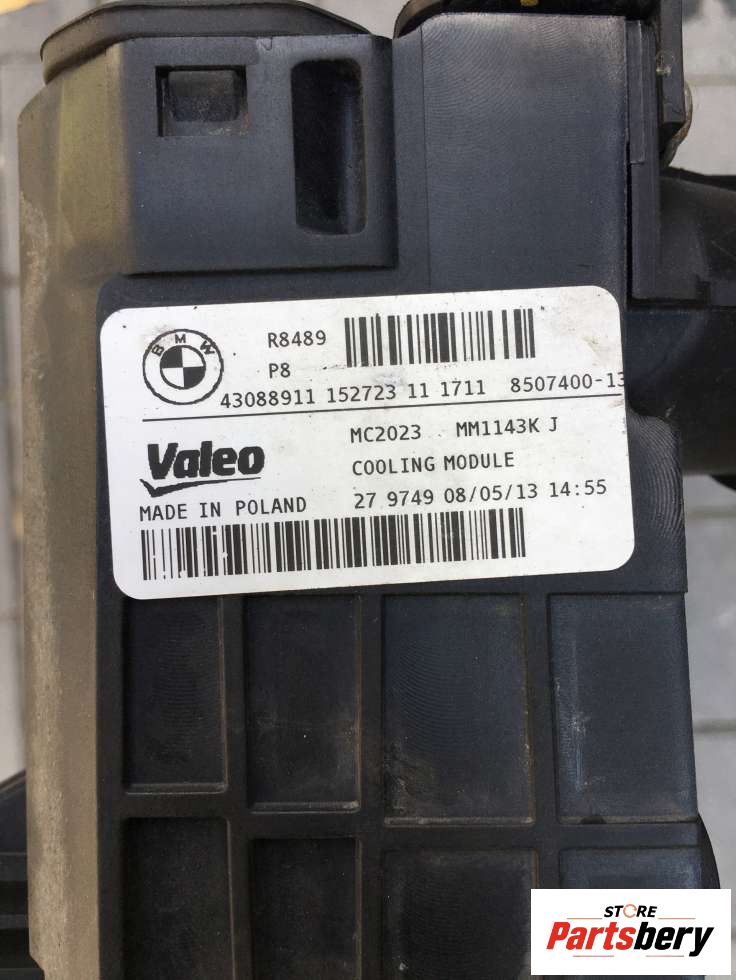 BMW
R8489
P8
43088911 152723 11 1711 8507400-13
Valeo
MC2023 MM1143K J
COOLING MODULE
MADE IN POLAND 27 9749 08/05/13 14:55
STORE
Partsbery